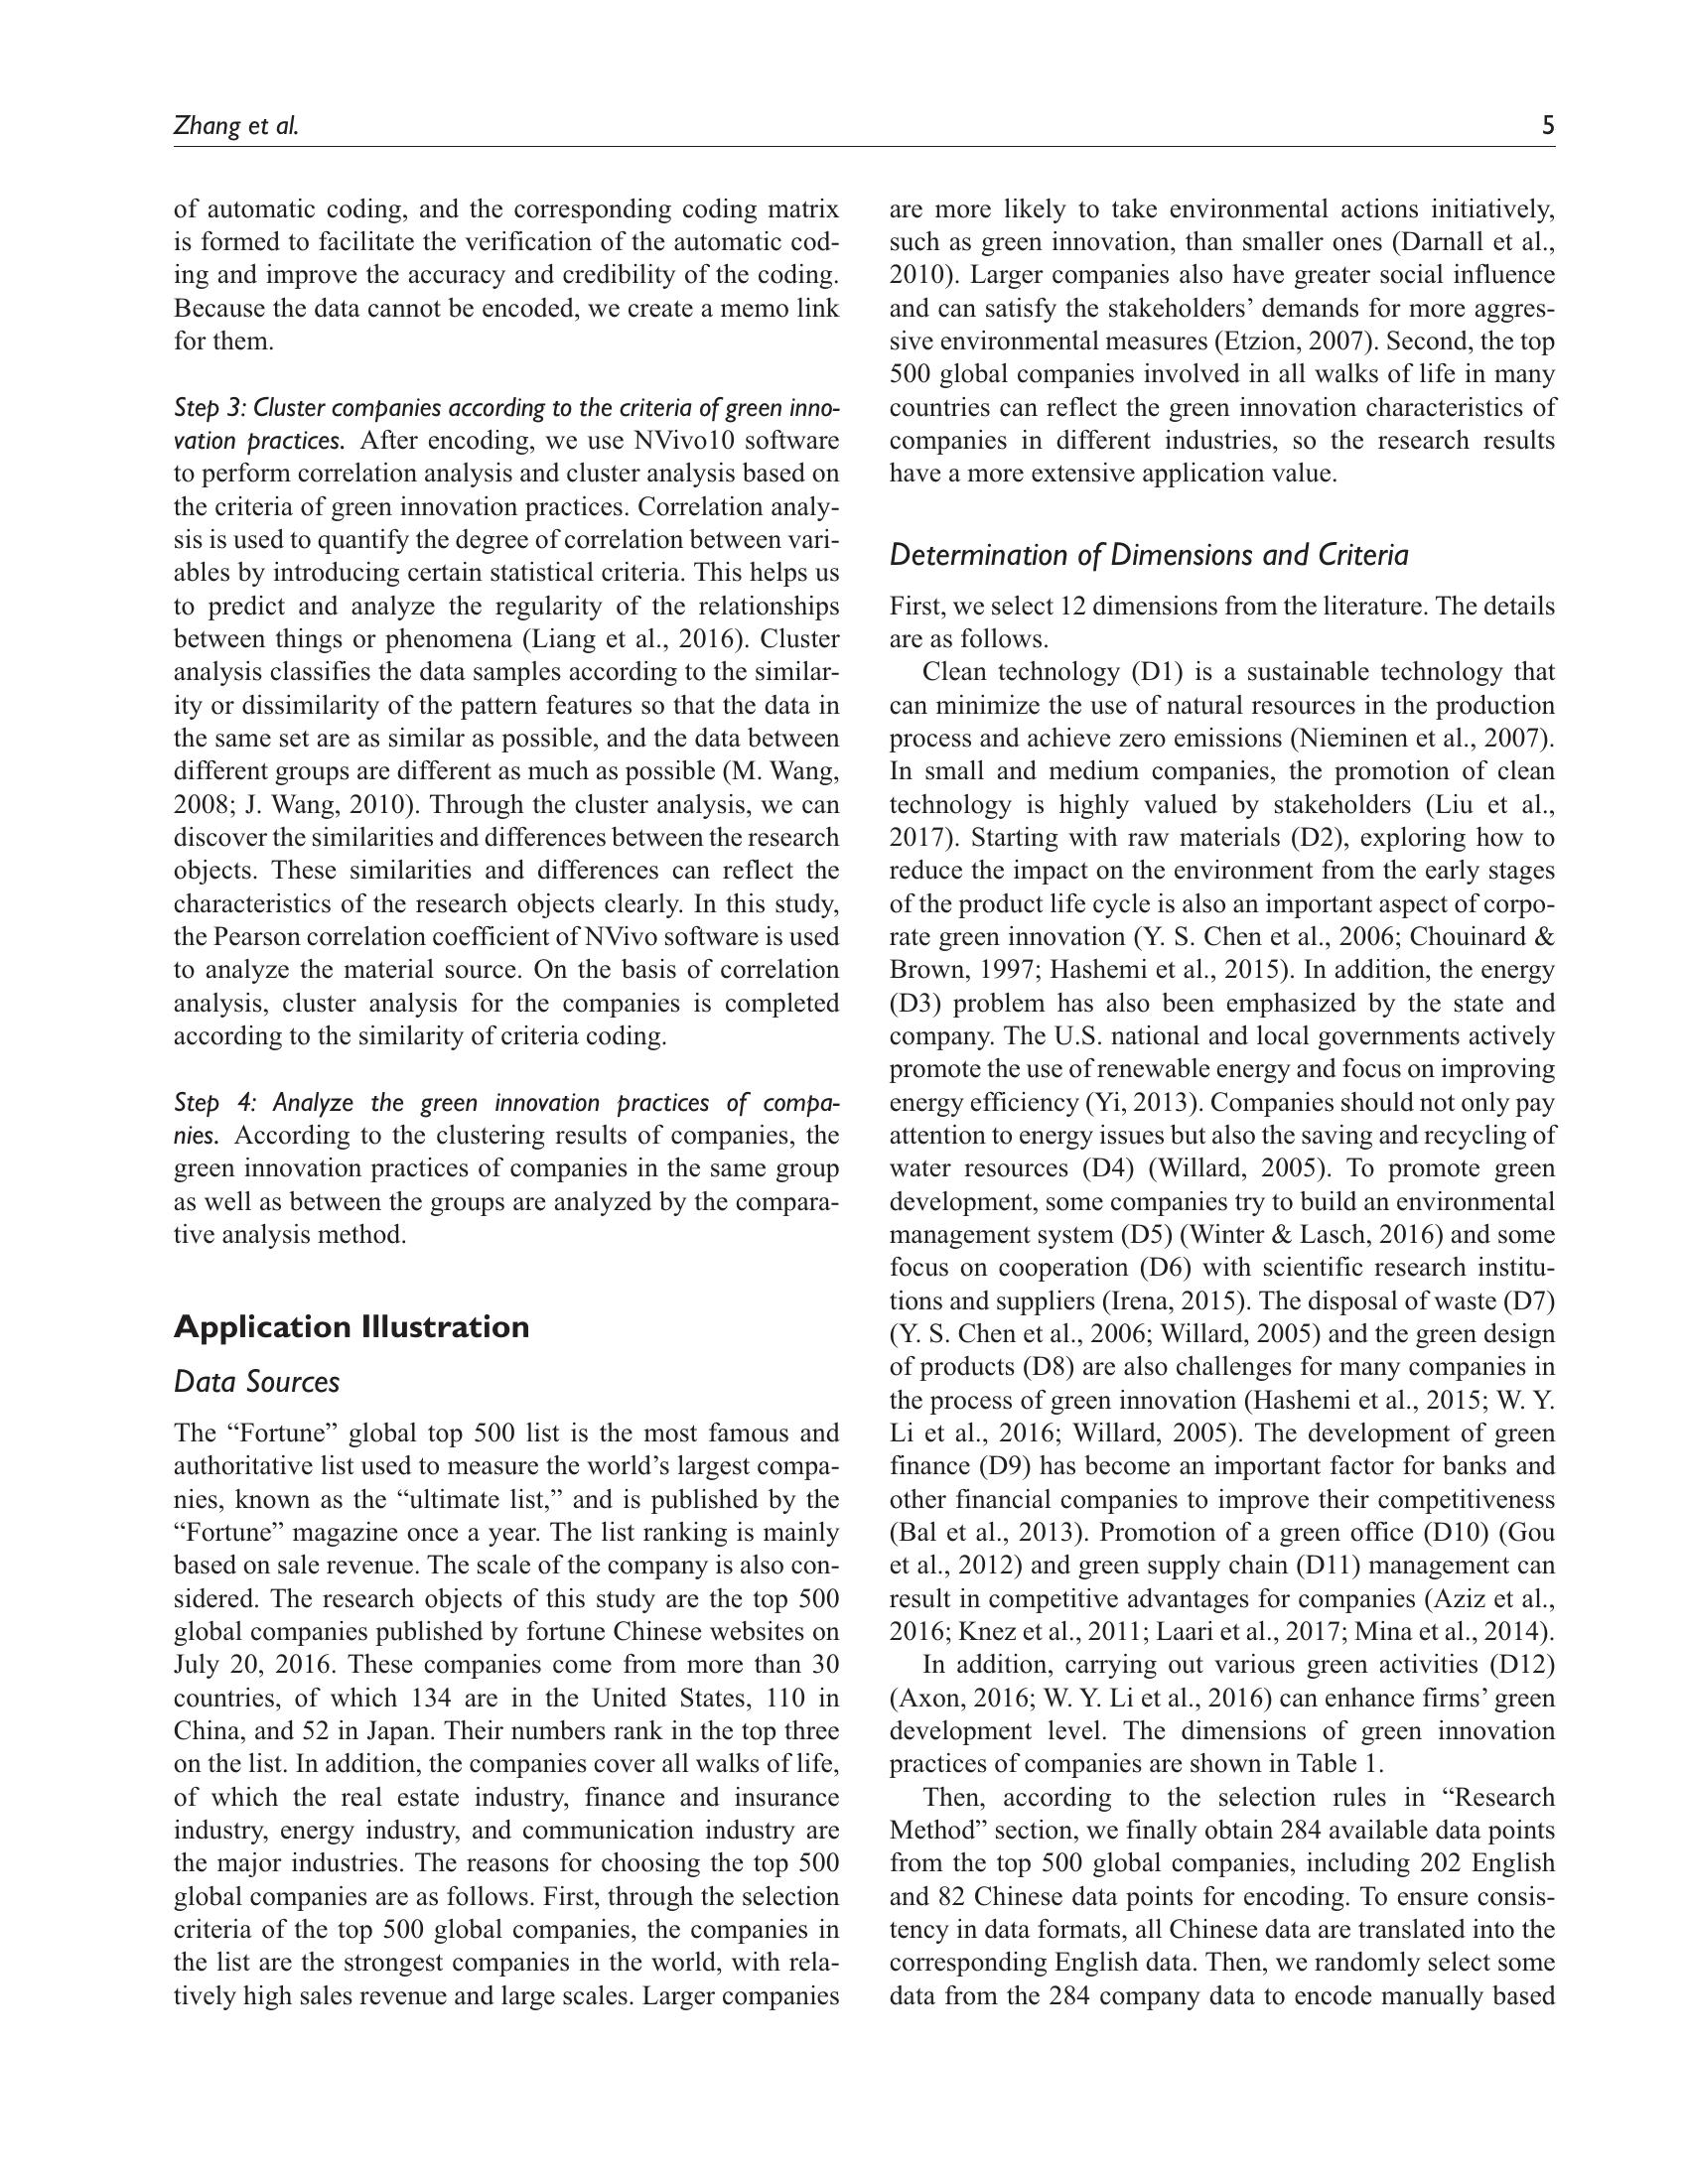 Zhang et al.
5
of automatic coding, and the corresponding coding matrix
is formed to facilitate the verification of the automatic cod-
ing and improve the accuracy and credibility of the coding.
Because the data cannot be encoded, we create a memo link
for them.
Step 3: Cluster companies according to the criteria of green inno-
vation practices. After encoding, we use NVivo10 software
to perform correlation analysis and cluster analysis based on
the criteria of green innovation practices. Correlation analy-
sis is used to quantify the degree of correlation between vari-
ables by introducing certain statistical criteria. This helps us
to predict and analyze the regularity of the relationships
between things or phenomena (Liang et al., 2016). Cluster
analysis classifies the data samples according to the similar-
ity or dissimilarity of the pattern features so that the data in
the same set are as similar as possible, and the data between
different groups are different as much as possible (M. Wang,
2008; J. Wang, 2010). Through the cluster analysis, we can
discover the similarities and differences between the research
objects. These similarities and differences can reflect the
characteristics of the research objects clearly. In this study,
the Pearson correlation coefficient of NVivo software is used
to analyze the material source. On the basis of correlation
analysis, cluster analysis for the companies is completed
according to the similarity of criteria coding.
Step 4: Analyze the green innovation practices of compa-
nies. According to the clustering results of companies, the
green innovation practices of companies in the same group
as well as between the groups are analyzed by the compara-
tive analysis method.
Application Illustration
Data Sources
The “Fortune” global top 500 list is the most famous and
authoritative list used to measure the world’s largest compa-
nies, known as the “ultimate list,” and is published by the
“Fortune” magazine once a year. The list ranking is mainly
based on sale revenue. The scale of the company is also con-
sidered. The research objects of this study are the top 500
global companies published by fortune Chinese websites on
July 20, 2016. These companies come from more than 30
countries, of which 134 are in the United States, 110 in
China, and 52 in Japan. Their numbers rank in the top three
on the list. In addition, the companies cover all walks of life,
of which the real estate industry, finance and insurance
industry, energy industry, and communication industry are
the major industries. The reasons for choosing the top 500
global companies are as follows. First, through the selection
criteria of the top 500 global companies, the companies in
the list are the strongest companies in the world, with rela-
tively high sales revenue and large scales. Larger companies
are more likely to take environmental actions initiatively,
such as green innovation, than smaller ones (Darnall et al.,
2010). Larger companies also have greater social influence
and can satisfy the stakeholders’ demands for more aggres-
sive environmental measures (Etzion, 2007). Second, the top
500 global companies involved in all walks of life in many
countries can reflect the green innovation characteristics of
companies in different industries, so the research results
have a more extensive application value.
Determination of Dimensions and Criteria
First, we select 12 dimensions from the literature. The details
are as follows.
Clean technology (D1) is a sustainable technology that
can minimize the use of natural resources in the production
process and achieve zero emissions (Nieminen et al., 2007).
In small and medium companies, the promotion of clean
technology is highly valued by stakeholders (Liu et al.,
2017). Starting with raw materials (D2), exploring how to
reduce the impact on the environment from the early stages
of the product life cycle is also an important aspect of corpo-
rate green innovation (Y. S. Chen et al., 2006; Chouinard &
Brown, 1997; Hashemi et al., 2015). In addition, the energy
(D3) problem has also been emphasized by the state and
company. The U.S. national and local governments actively
promote the use of renewable energy and focus on improving
energy efficiency (Yi, 2013). Companies should not only pay
attention to energy issues but also the saving and recycling of
water resources (D4) (Willard, 2005). To promote green
development, some companies try to build an environmental
management system (D5) (Winter & Lasch, 2016) and some
focus on cooperation (D6) with scientific research institu-
tions and suppliers (Irena, 2015). The disposal of waste (D7)
(Y. S. Chen et al., 2006; Willard, 2005) and the green design
of products (D8) are also challenges for many companies in
the process of green innovation (Hashemi et al., 2015; W. Y.
Li et al., 2016; Willard, 2005). The development of green
finance (D9) has become an important factor for banks and
other financial companies to improve their competitiveness
(Bal et al., 2013). Promotion of a green office (D10) (Gou
et al., 2012) and green supply chain (D11) management can
result in competitive advantages for companies (Aziz et al.,
2016; Knez et al., 2011; Laari et al., 2017; Mina et al., 2014).
In addition, carrying out various green activities (D12)
(Axon, 2016; W. Y. Li et al., 2016) can enhance firms’ green
development level. The dimensions of green innovation
practices of companies are shown in Table 1.
Then, according to the selection rules in “Research
Method” section, we finally obtain 284 available data points
from the top 500 global companies, including 202 English
and 82 Chinese data points for encoding. To ensure consis-
tency in data formats, all Chinese data are translated into the
corresponding English data. Then, we randomly select some
data from the 284 company data to encode manually based